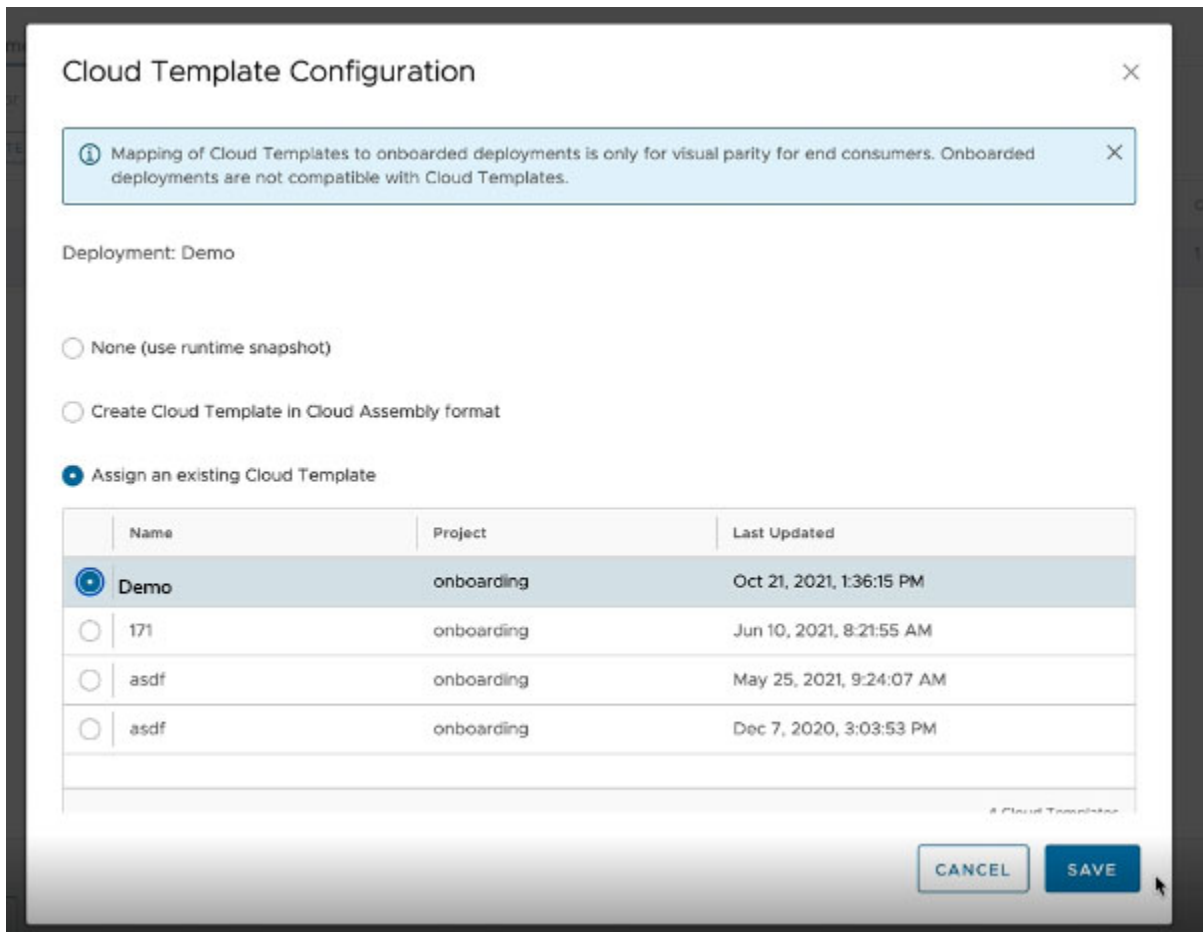 Cloud Template Configuration
Mapping of Cloud Templates to onboarded deployments is only for visual parity for end consumers. Onboarded
deployments are not compatible with Cloud Templates.
Deployment: Demo
None (use runtime snapshot)
Create Cloud Template in Cloud Assembly format
Assign an existing Cloud Template
Name Project Last Updated
Demo onboarding Oct 21, 2021, 1:36:15 PM
171 onboarding Jun 10, 2021, 8:21:55 AM
asdf onboarding May 25, 2021, 9:24:07 AM
asdf onboarding Dec 7, 2020, 3:03:53 PM
4 Cloud Templates
CANCEL SAVE